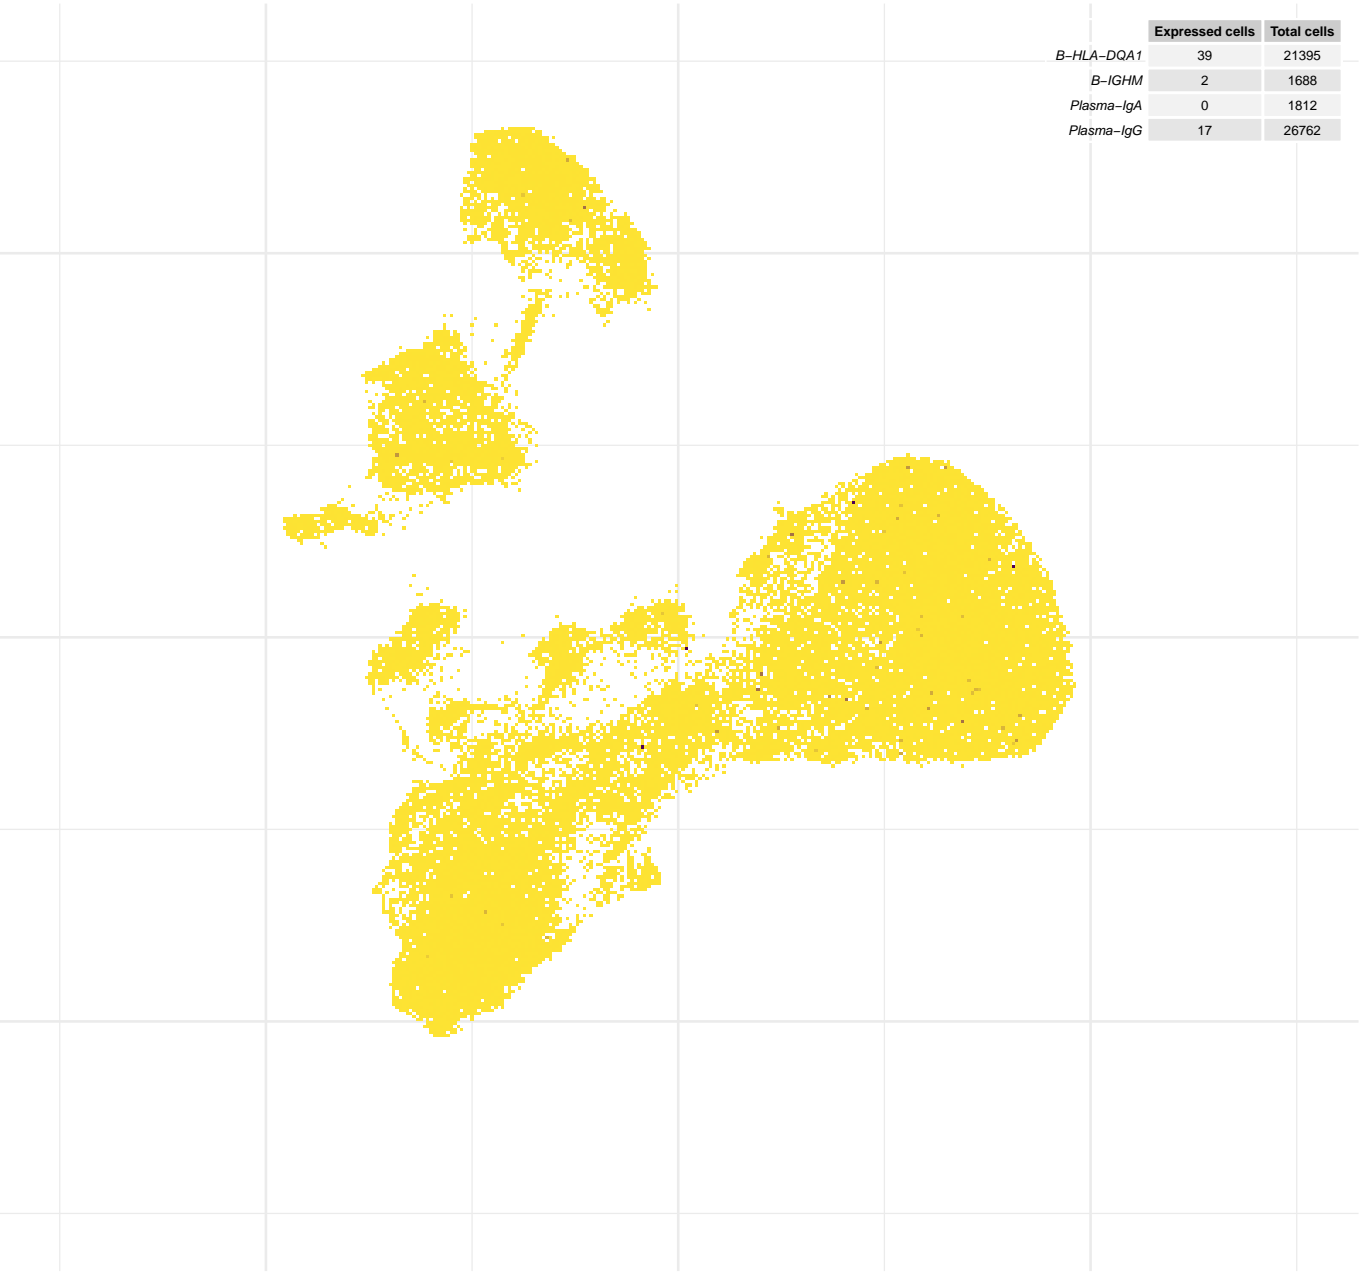 Expressed cells Total cells
B−HLA−DQA1 39 21395
B−IGHM 2 1688
Plasma−IgA 0 1812
Plasma−IgG 17 26762